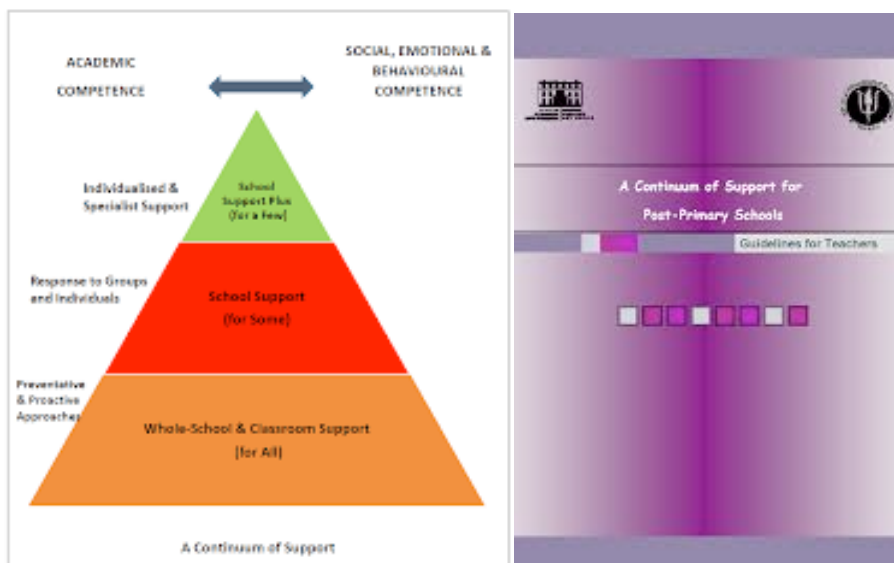 ACADEMIC
COMPETENCE
SOCIAL, EMOTIONAL &
BEHAVIOURAL
COMPETENCE
Individualised &
Specialist Support
School
Support Plus
(for a Few)
Response to Groups
and Individuals
School Support
(for Some)
Preventative
& Proactive
Approaches
Whole-School & Classroom Support
(for All)
A Continuum of Support
A Continuum of Support for
Post-Primary Schools
Guidelines for Teachers